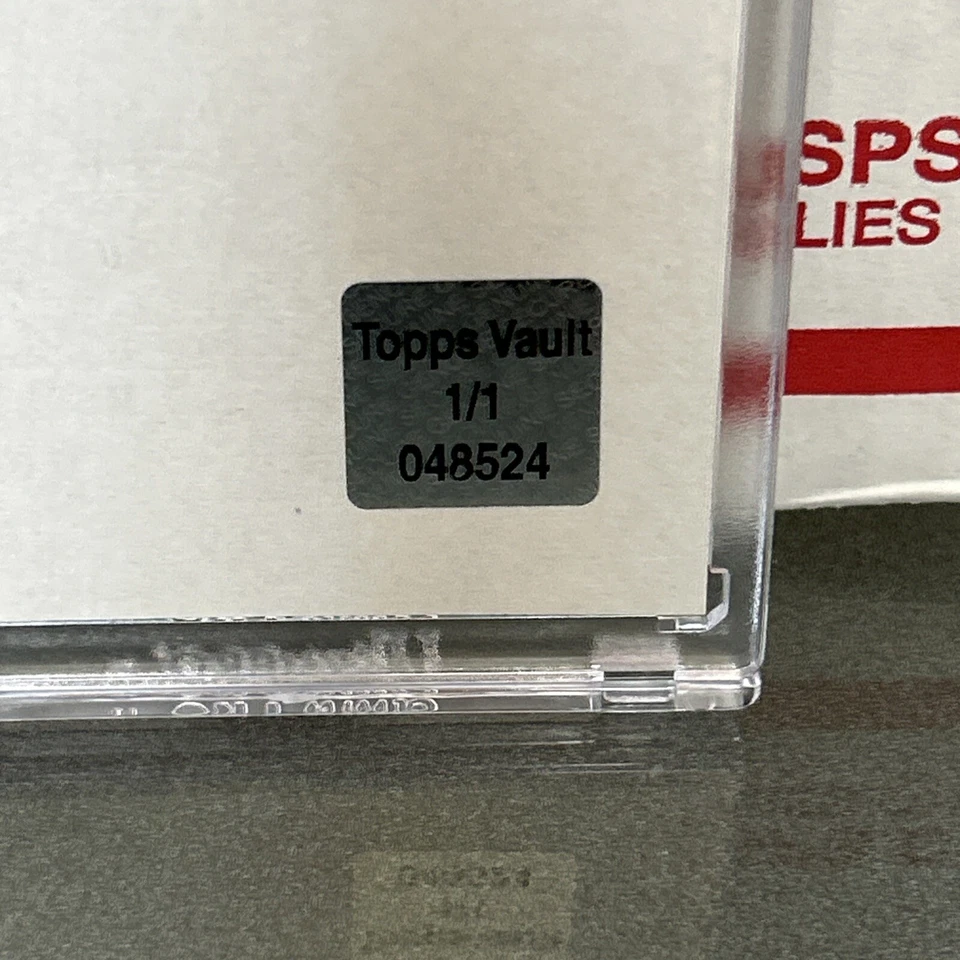 Topps Vault
1/1
048524
SPS
LIES